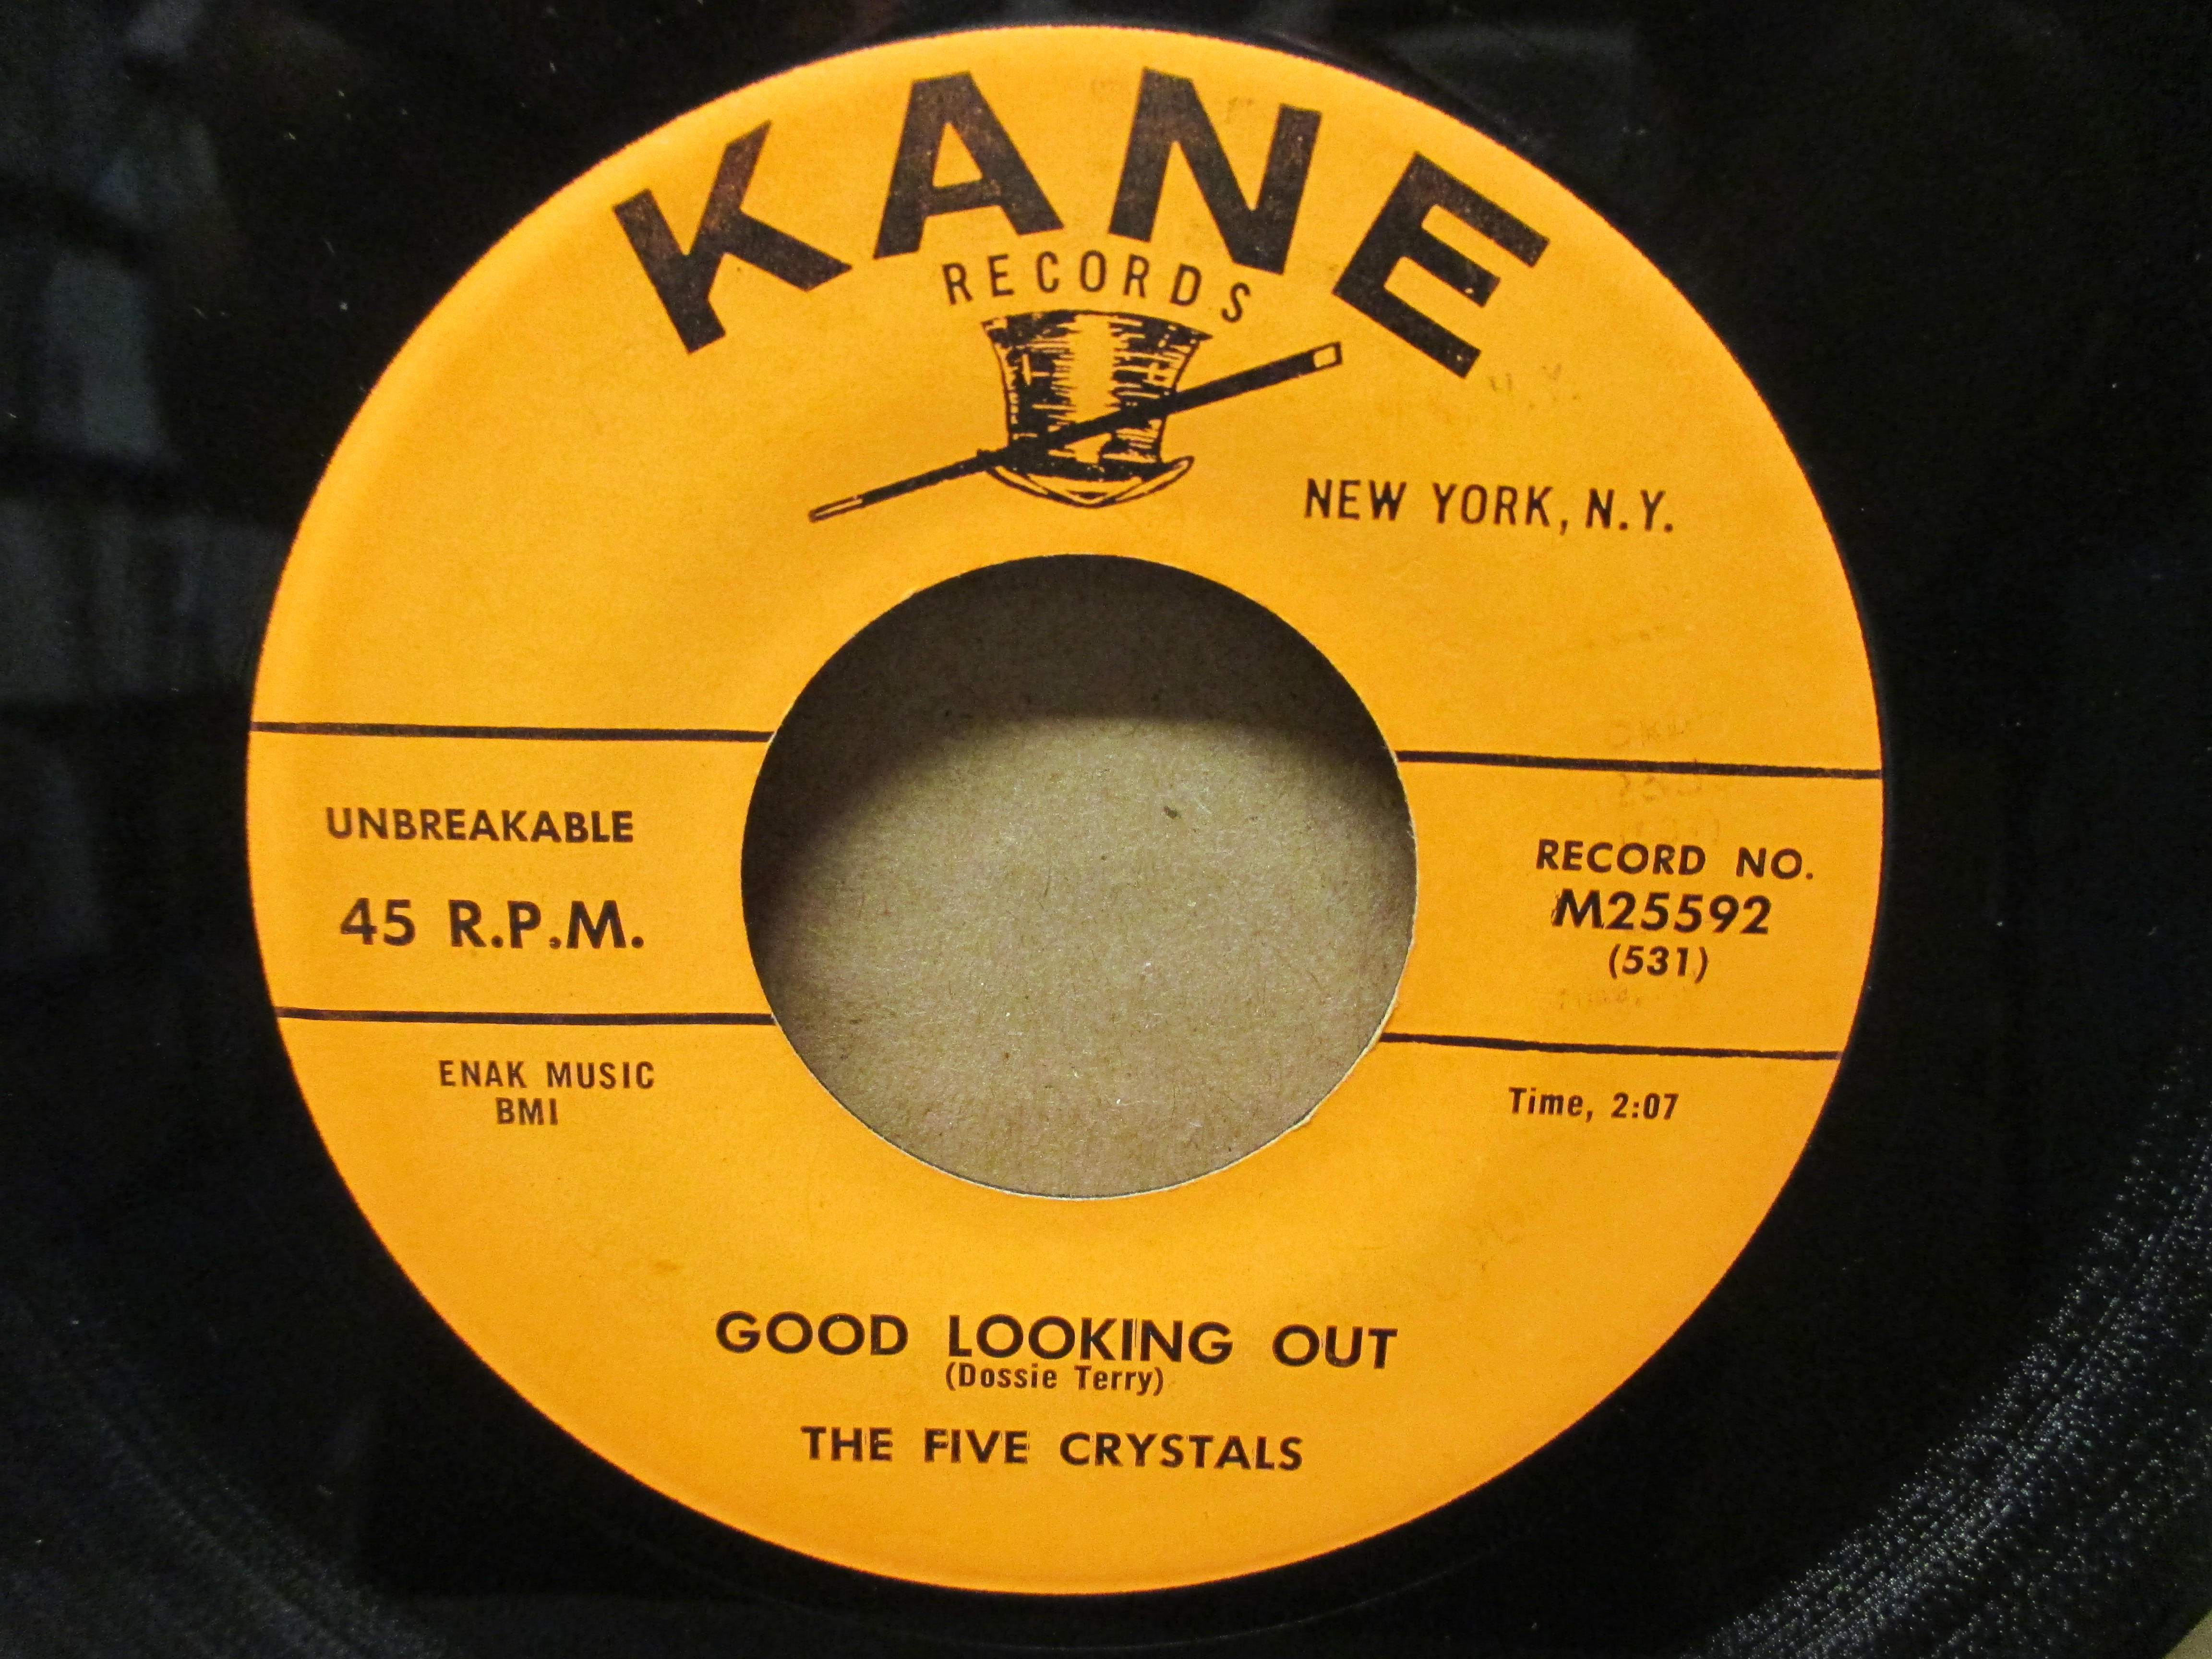 KANE
RECORDS
NEW YORK, N.Y.
UNBREAKABLE
45 R.P.M.
RECORD NO.
M25592
(531)
ENAK MUSIC
BMI
Time, 2:07
GOOD LOOKING OUT
(Dossie Terry)
THE FIVE CRYSTALS